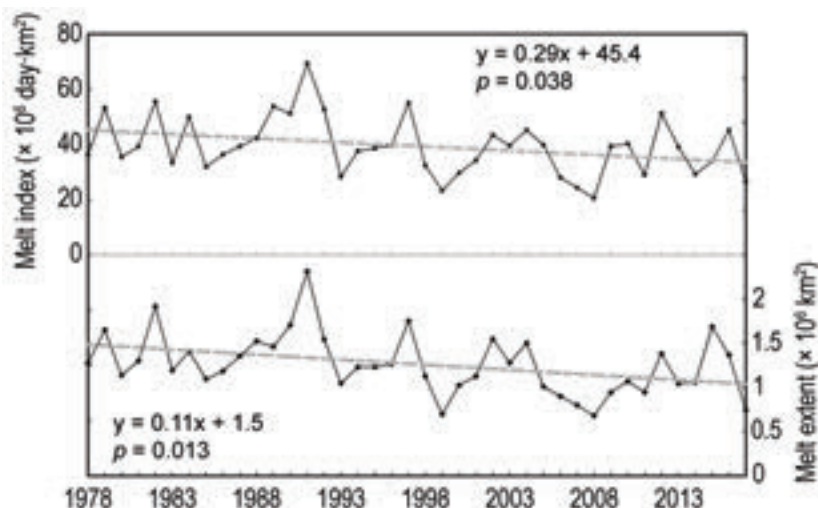 80
60
40
20
0
Melt index (× 10⁶ day·km²)
y = 0.29x + 45.4
p = 0.038
2
1.5
1
0.5
0
Melt extent (× 10⁶ km²)
y = 0.11x + 1.5
p = 0.013
1978 1983 1988 1993 1998 2003 2008 2013